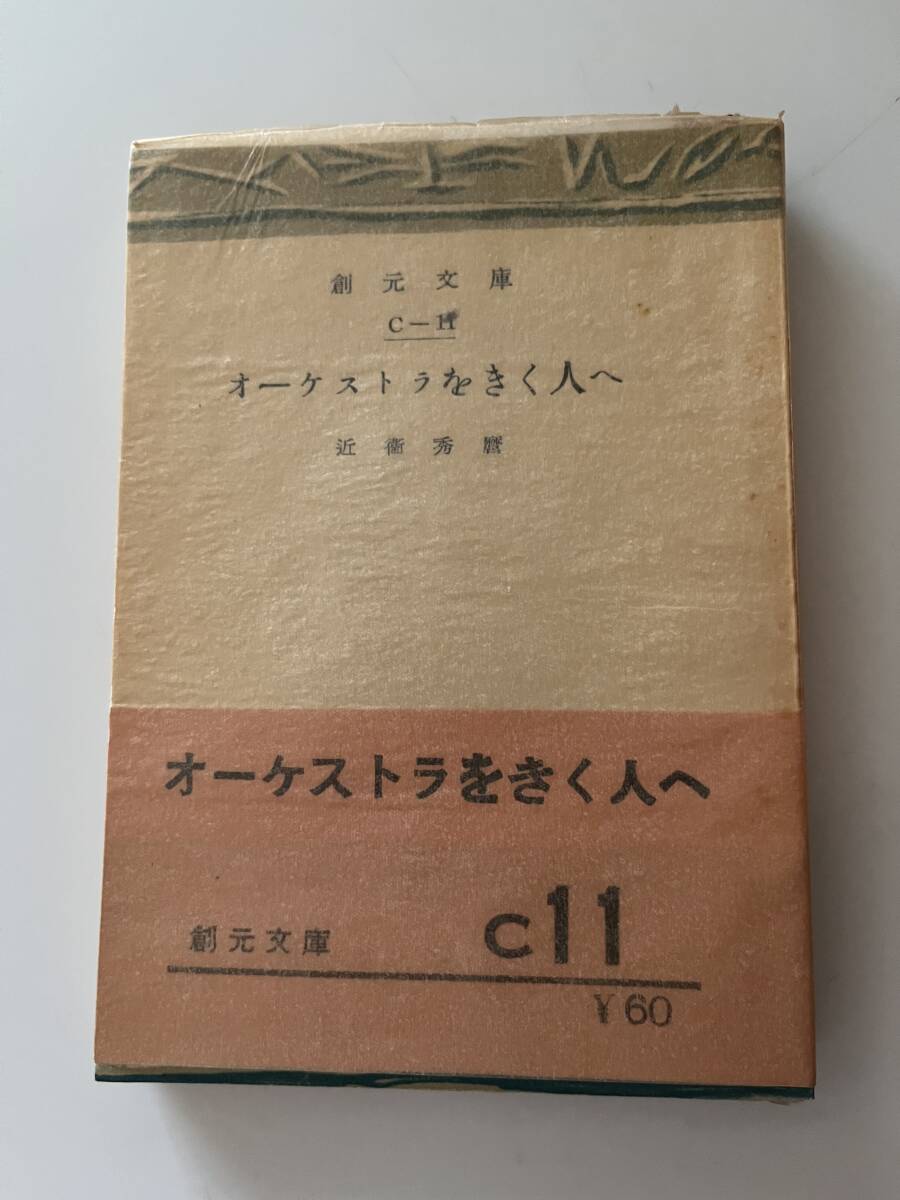 創元文庫
C-11
オーケストラをきく人へ
近衞秀麿
オーケストラをきく人へ
創元文庫
C11
¥60